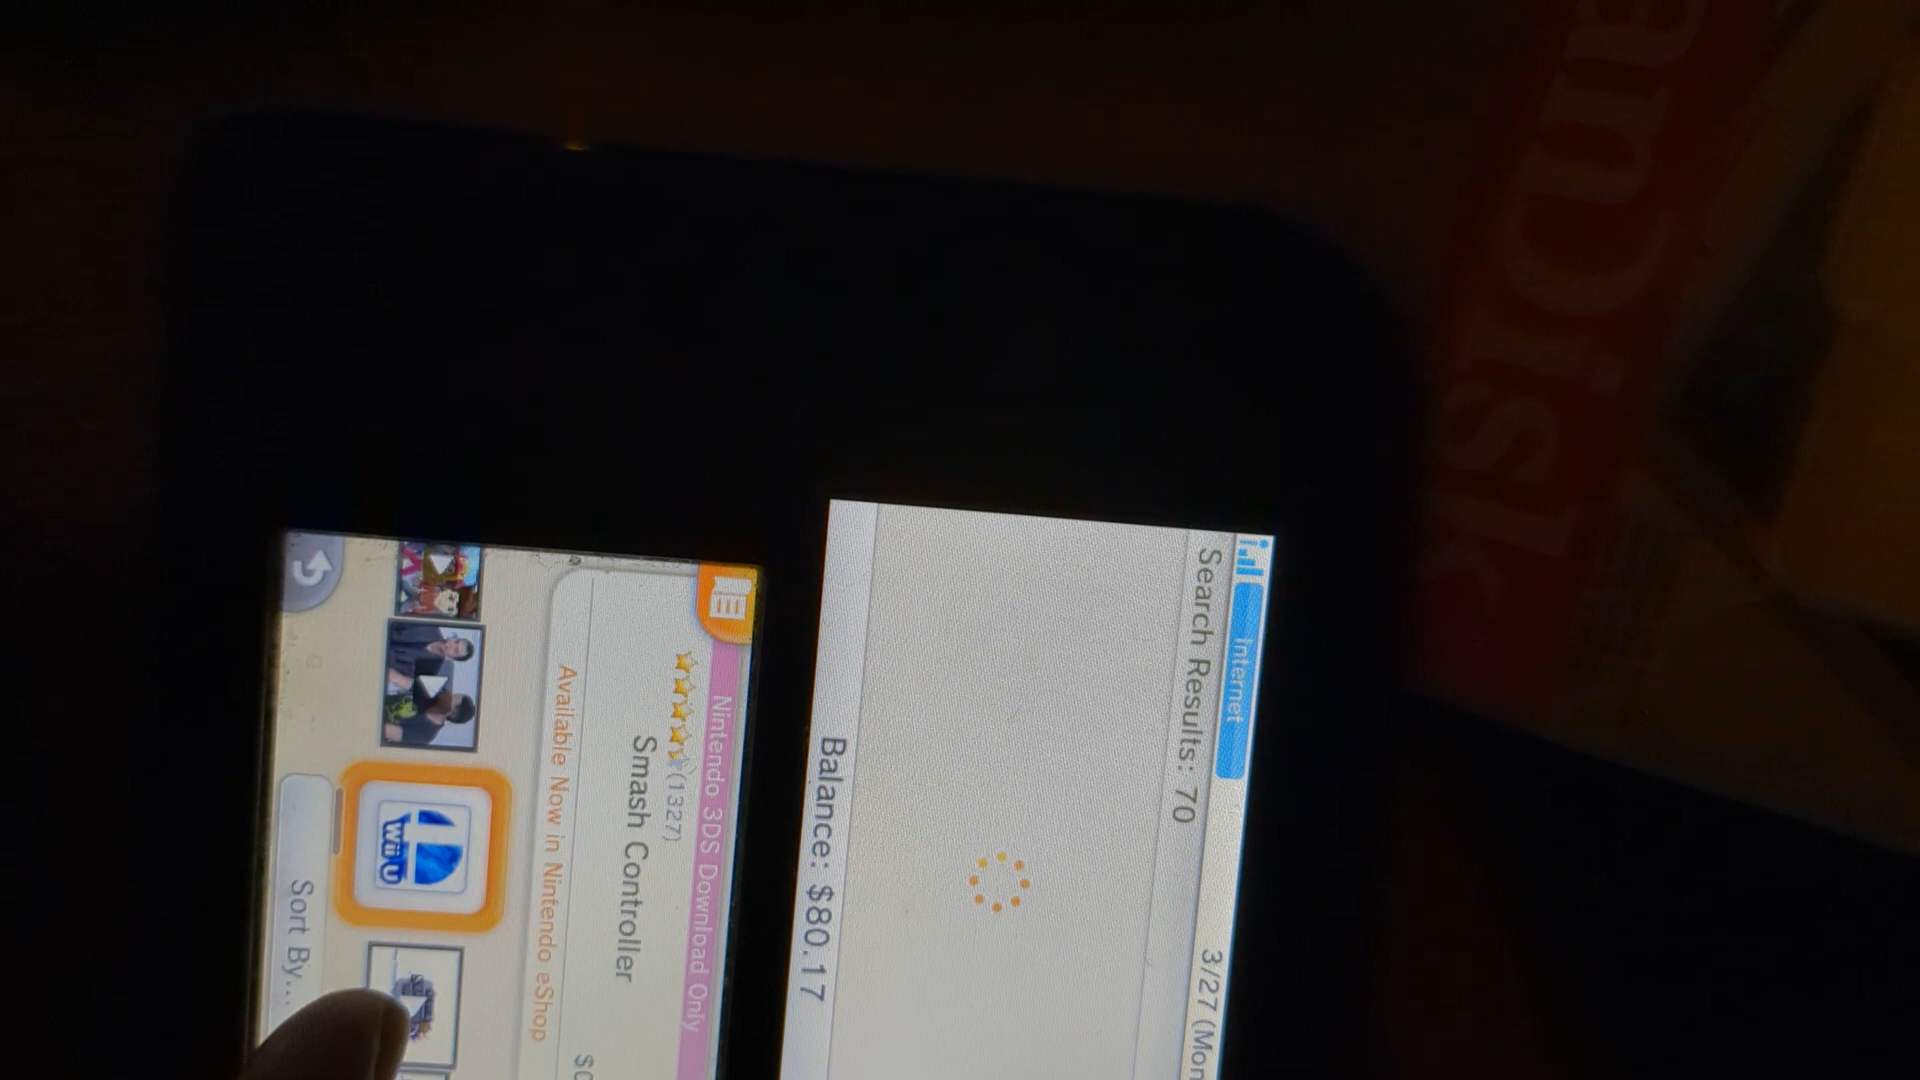 Internet
3/27 (Mon
Search Results: 70
Balance: $80.17
Nintendo 3DS Download Only
(1327)
Smash Controller
Available Now in Nintendo eShop
Wii U
Sort By...